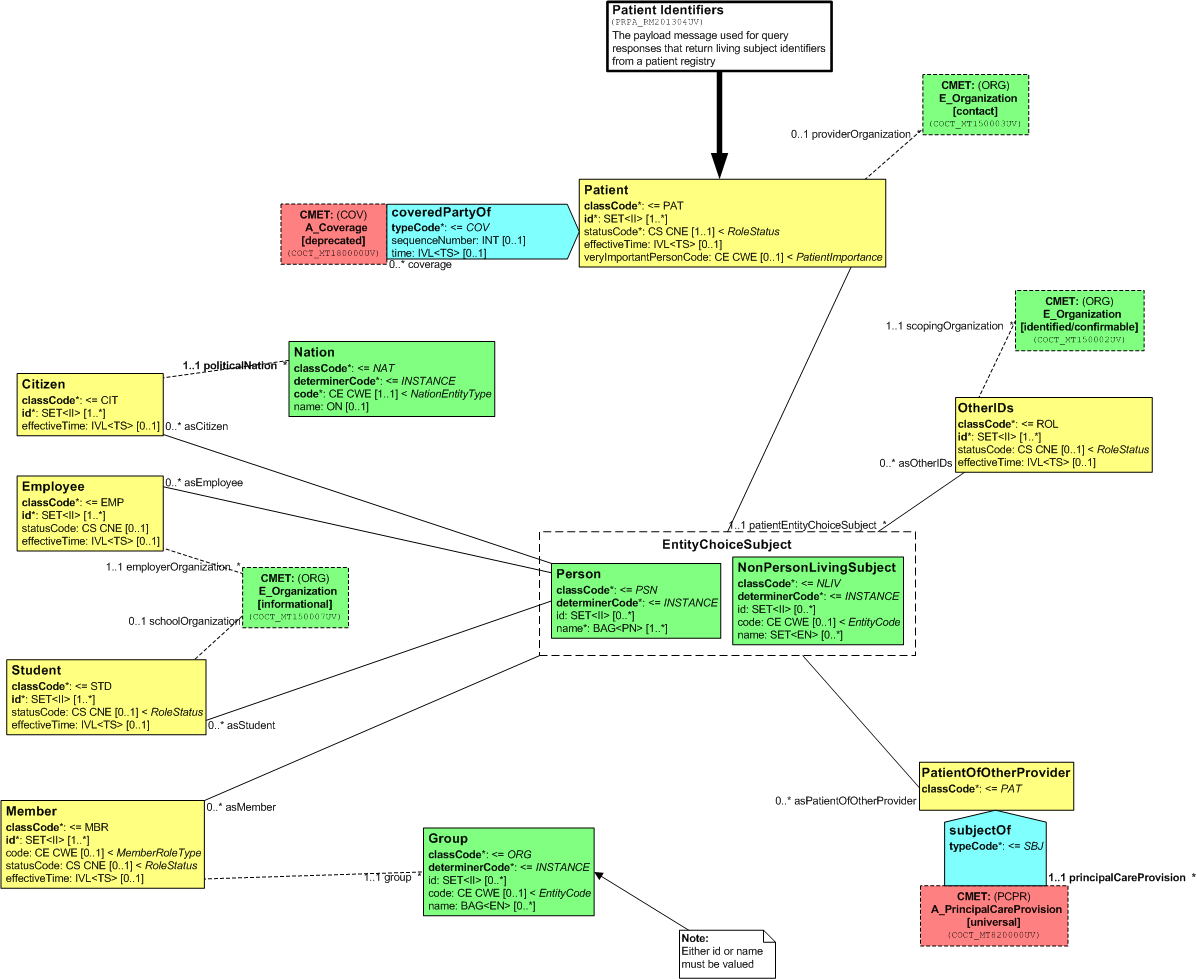 Patient Identifiers
(PRPA_RM201304UV)
The payload message used for query
responses that return living subject identifiers
from a patient registry
CMET: (ORG)
E_Organization
[contact]
(COCT_MT150003UV)
0..1 providerOrganization
Patient
classCode*: <= PAT
id*: SET<II> [1..*]
statusCode*: CS CNE [1..1] < RoleStatus
effectiveTime: IVL<TS> [0..1]
veryImportantPersonCode: CE CWE [0..1] < PatientImportance
CMET: (COV)
A_Coverage
[deprecated]
(COCT_MT180000UV)
coveredPartyOf
typeCode*: <= COV
sequenceNumber: INT [0..1]
time: IVL<TS> [0..1]
0..* coverage
CMET: (ORG)
E_Organization
[identified/confirmable]
(COCT_MT150002UV)
1..1 scopingOrganization *
Nation
classCode*: <= NAT
determinerCode*: <= INSTANCE
code*: CE CWE [1..1] < NationEntityType
name: ON [0..1]
1..1 politicalNation *
Citizen
classCode*: <= CIT
id*: SET<II> [1..*]
effectiveTime: IVL<TS> [0..1]
0..* asCitizen
OtherIDs
classCode*: <= ROL
id*: SET<II> [1..*]
statusCode: CS CNE [0..1] < RoleStatus
effectiveTime: IVL<TS> [0..1]
0..* asOtherIDs
Employee
classCode*: <= EMP
id*: SET<II> [1..*]
statusCode: CS CNE [0..1]
effectiveTime: IVL<TS> [0..1]
0..* asEmployee
1..1 employerOrganization *
CMET: (ORG)
E_Organization
[informational]
(COCT_MT150007UV)
0..1 schoolOrganization
1..1 patientEntityChoiceSubject *
EntityChoiceSubject
Person
classCode*: <= PSN
determinerCode*: <= INSTANCE
id: SET<II> [0..*]
name*: BAG<PN> [1..*]
NonPersonLivingSubject
classCode*: <= NLIV
determinerCode*: <= INSTANCE
id: SET<II> [0..*]
code: CE CWE [0..1] < EntityCode
name: SET<EN> [0..*]
Student
classCode*: <= STD
id*: SET<II> [1..*]
statusCode: CS CNE [0..1] < RoleStatus
effectiveTime: IVL<TS> [0..1]
0..* asStudent
Member
classCode*: <= MBR
id*: SET<II> [1..*]
code: CE CWE [0..1] < MemberRoleType
statusCode: CS CNE [0..1] < RoleStatus
effectiveTime: IVL<TS> [0..1]
0..* asMember
1..1 group *
Group
classCode*: <= ORG
determinerCode*: <= INSTANCE
id: SET<II> [0..*]
code: CE CWE [0..1] < EntityCode
name: BAG<EN> [0..*]
Note:
Either id or name
must be valued
PatientOfOtherProvider
classCode*: <= PAT
0..* asPatientOfOtherProvider
subjectOf
typeCode*: <= SBJ
1..1 principalCareProvision *
CMET: (PCPR)
A_PrincipalCareProvision
[universal]
(COCT_MT820000UV)